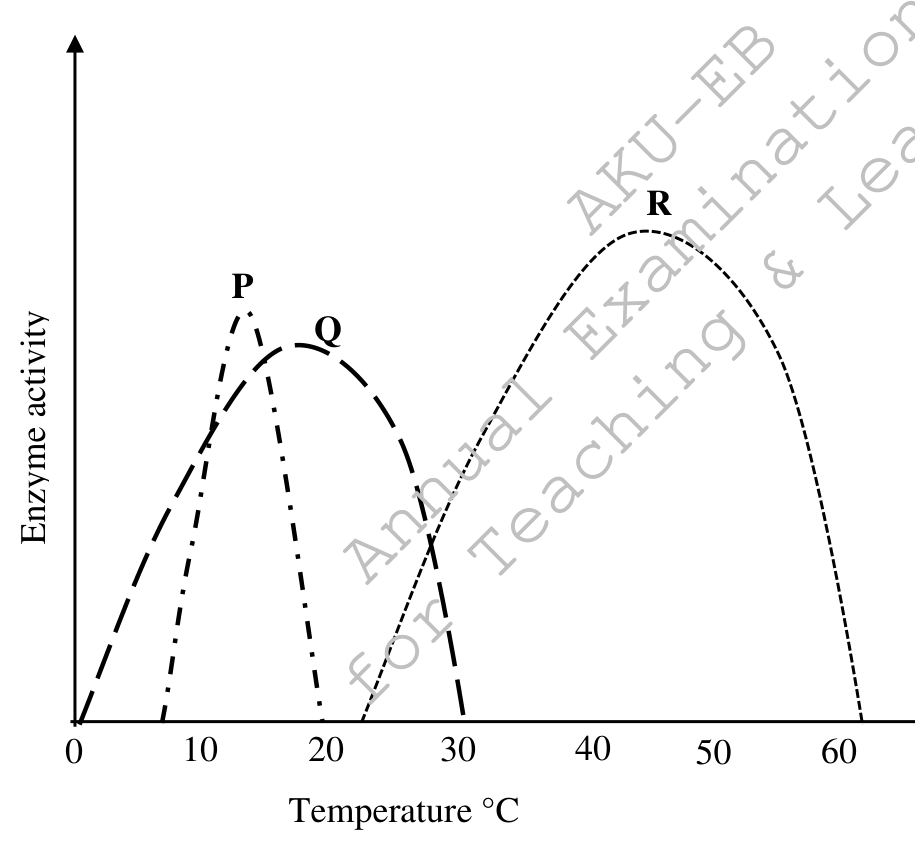 AKU-EB
Annual Examination
for Teaching & Lea
R
P
Q
Enzyme activity
0 10 20 30 40 50 60
Temperature °C